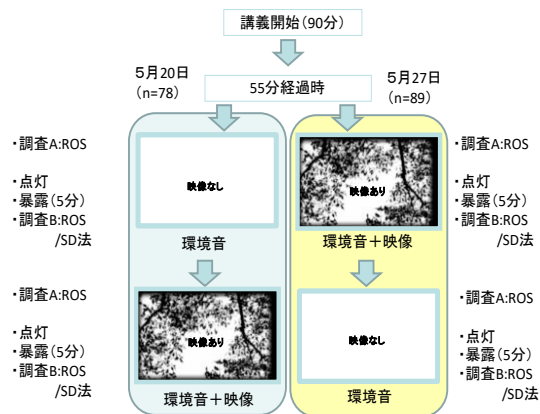 講義開始(90分)
5月20日
(n=78)
55分経過時
5月27日
(n=89)
・調査A:ROS
・点灯
・暴露(5分)
・調査B:ROS
/SD法
映像なし
環境音
映像あり
環境音+映像
・調査A:ROS
・点灯
・暴露(5分)
・調査B:ROS
/SD法
・調査A:ROS
・点灯
・暴露(5分)
・調査B:ROS
/SD法
映像あり
環境音+映像
映像なし
環境音
・調査A:ROS
・点灯
・暴露(5分)
・調査B:ROS
/SD法